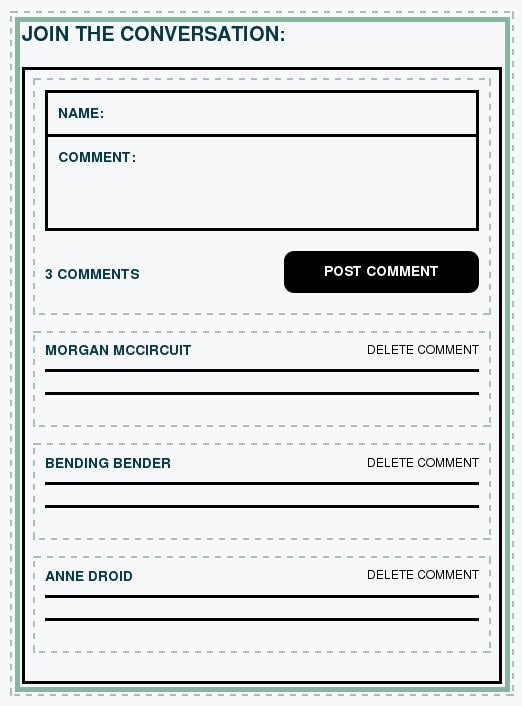 JOIN THE CONVERSATION:
NAME:
COMMENT:
3 COMMENTS POST COMMENT
MORGAN MCCIRCUIT DELETE COMMENT
BENDING BENDER DELETE COMMENT
ANNE DROID DELETE COMMENT